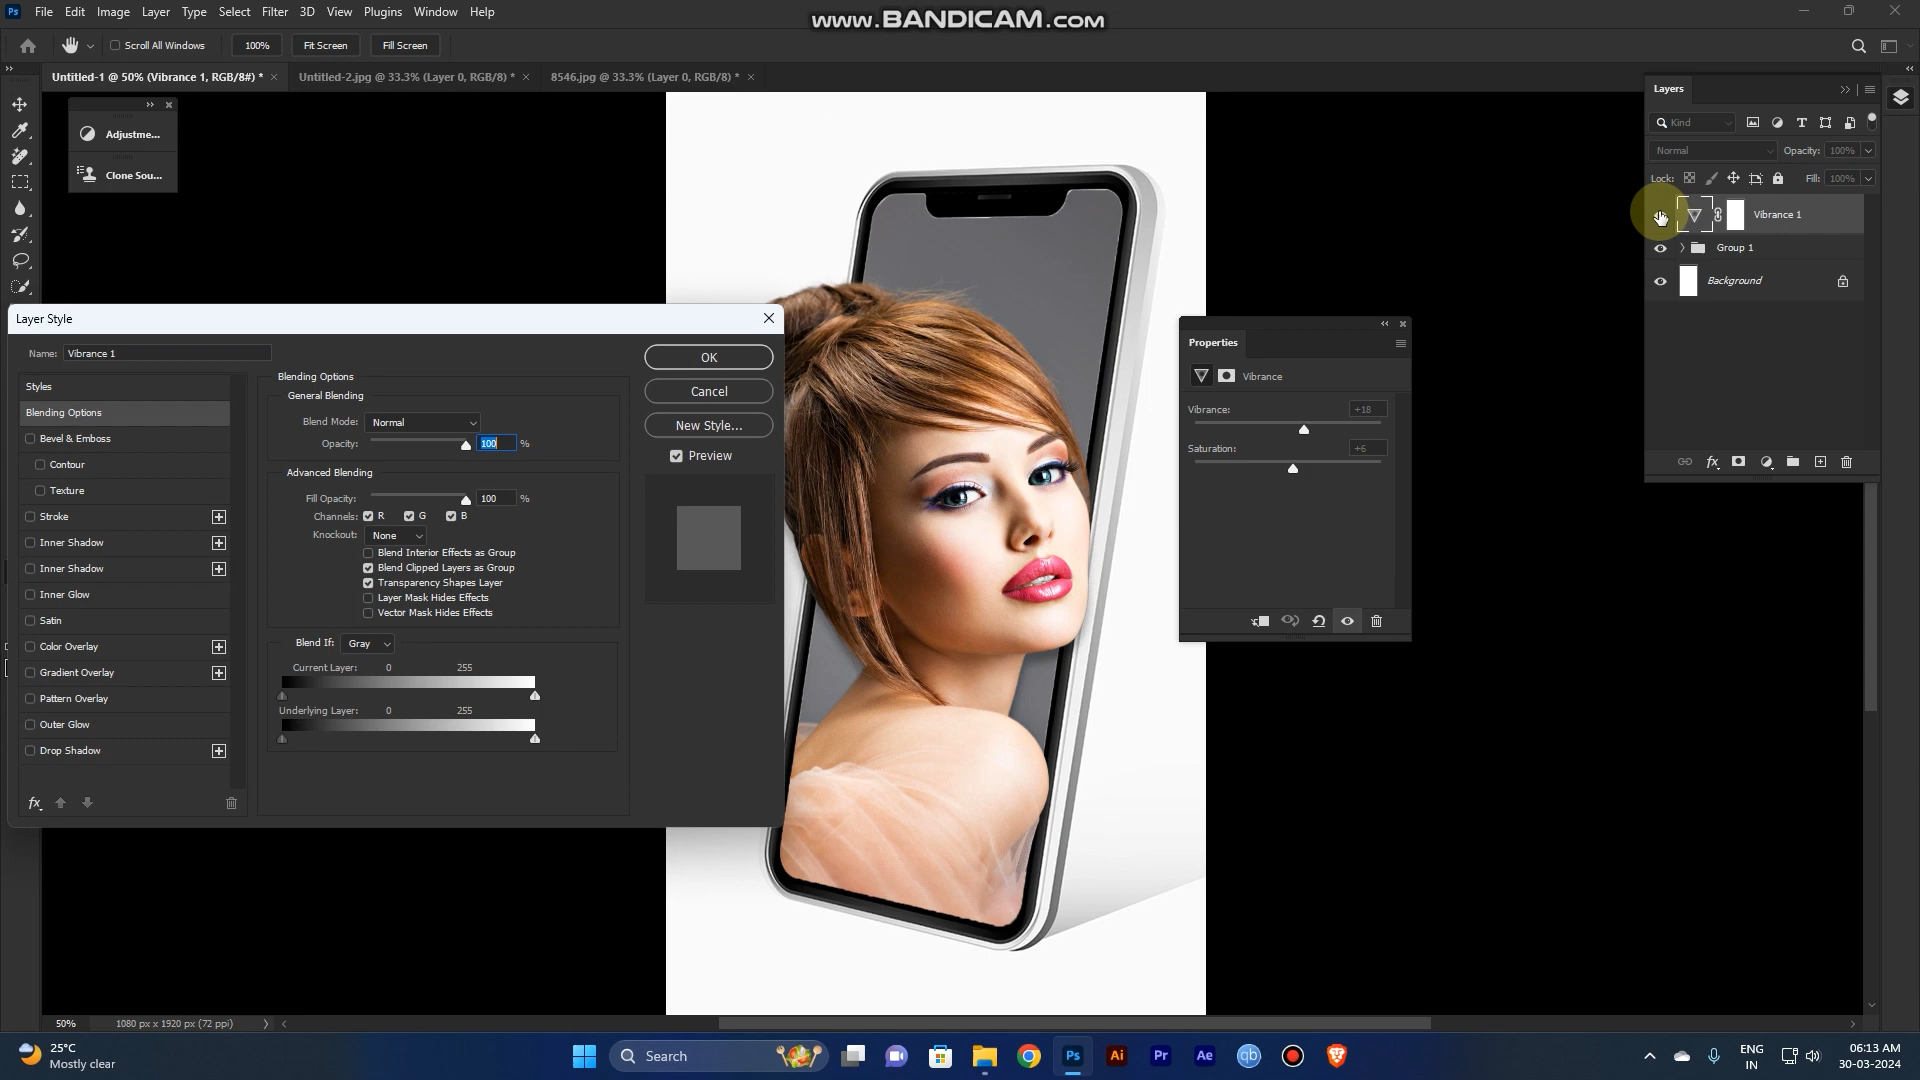 Ps File Edit Image Layer Type Select Filter 3D View Plugins Window Help
www.BANDICAM.com
Scroll All Windows 100% Fit Screen Fill Screen
Untitled-1 @ 50% (Vibrance 1, RGB/8#) * × Untitled-2.jpg @ 33.3% (Layer 0, RGB/8) * × 8546.jpg @ 33.3% (Layer 0, RGB/8) * ×
Adjustme...
Clone Sou...
Layers
Kind
Normal Opacity: 100%
Lock: Fill: 100%
Vibrance 1
Group 1
Background
fx
Layer Style
Name: Vibrance 1
Styles
Blending Options
Bevel & Emboss
Contour
Texture
Stroke
Inner Shadow
Inner Shadow
Inner Glow
Satin
Color Overlay
Gradient Overlay
Pattern Overlay
Outer Glow
Drop Shadow
fx
Blending Options
General Blending
Blend Mode: Normal
Opacity: 100 %
Advanced Blending
Fill Opacity: 100 %
Channels: R G B
Knockout: None
Blend Interior Effects as Group
Blend Clipped Layers as Group
Transparency Shapes Layer
Layer Mask Hides Effects
Vector Mask Hides Effects
Blend If: Gray
Current Layer: 0 255
Underlying Layer: 0 255
OK
Cancel
New Style...
Preview
Properties
Vibrance
Vibrance: +18
Saturation: +6
50% 1080 px x 1920 px (72 ppi)
25°C
Mostly clear
Search
Ps Ai Pr Ae qb
ENG
IN
06:13 AM
30-03-2024